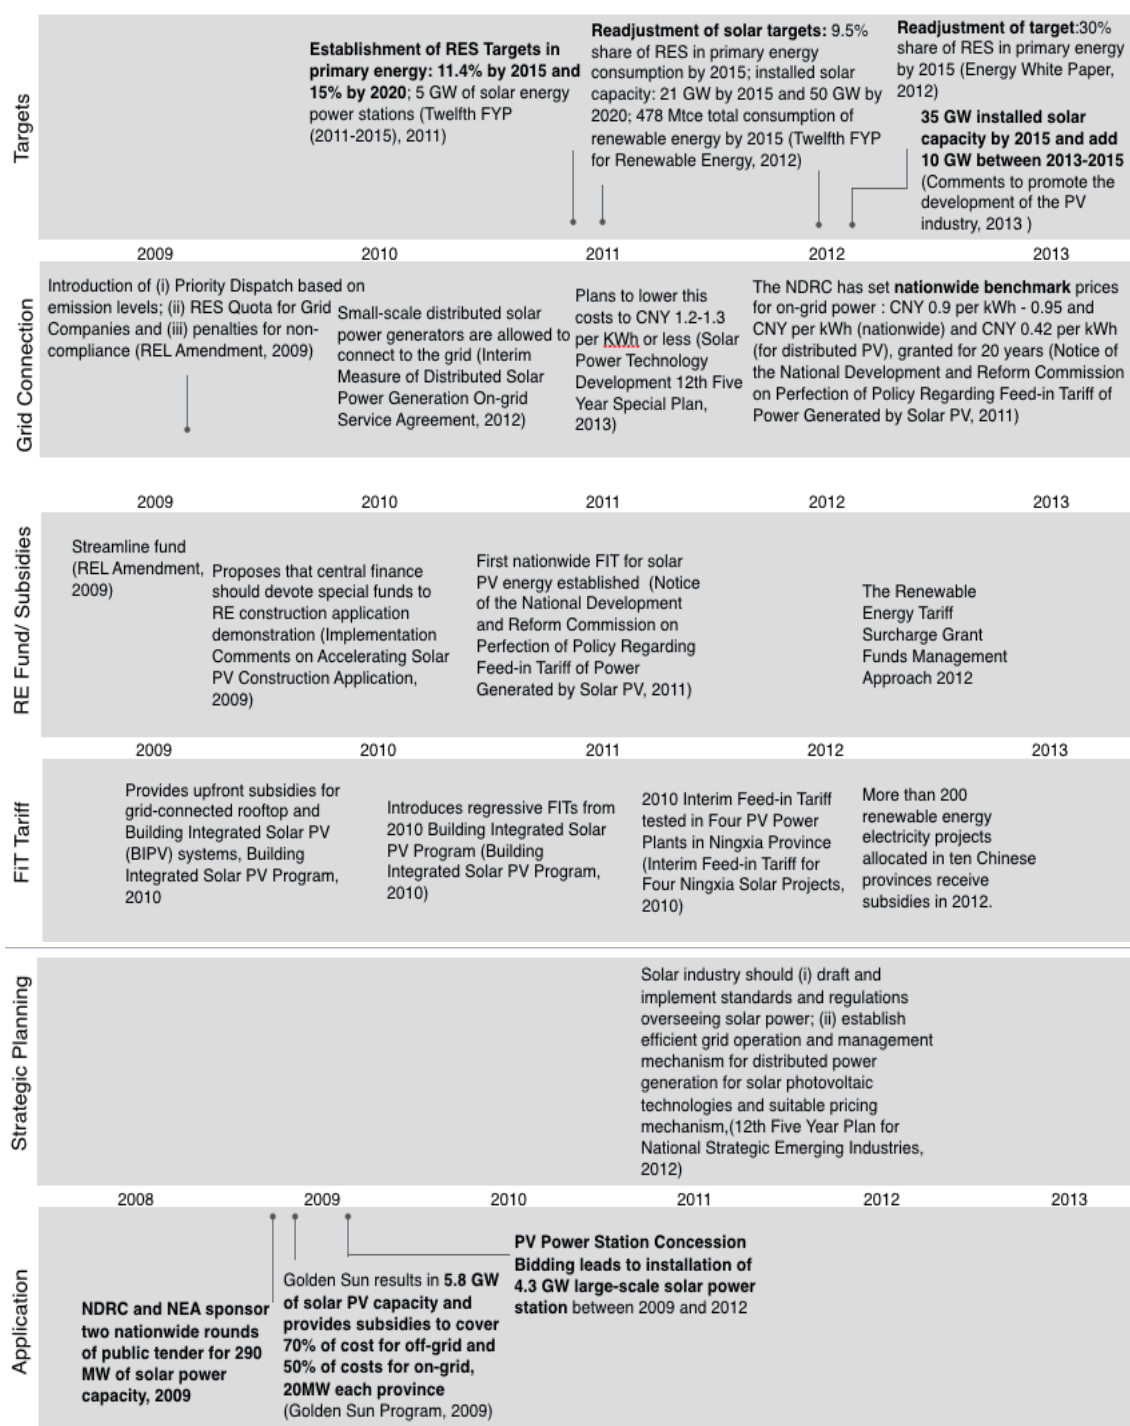 Targets
Establishment of RES Targets in
primary energy: 11.4% by 2015 and
15% by 2020; 5 GW of solar energy
power stations (Twelfth FYP
(2011-2015), 2011)
Readjustment of solar targets: 9.5%
share of RES in primary energy
consumption by 2015; installed solar
capacity: 21 GW by 2015 and 50 GW by
2020; 478 Mtce total consumption of
renewable energy by 2015 (Twelfth FYP
for Renewable Energy, 2012)
Readjustment of target:30%
share of RES in primary energy
by 2015 (Energy White Paper,
2012)
35 GW installed solar
capacity by 2015 and add
10 GW between 2013-2015
(Comments to promote the
development of the PV
industry, 2013 )
2009 2010 2011 2012 2013
Grid Connection
Introduction of (i) Priority Dispatch based on
emission levels; (ii) RES Quota for Grid
Companies and (iii) penalties for non-
compliance (REL Amendment, 2009)
Small-scale distributed solar
power generators are allowed to
connect to the grid (Interim
Measure of Distributed Solar
Power Generation On-grid
Service Agreement, 2012)
Plans to lower this
costs to CNY 1.2-1.3
per KWh or less (Solar
Power Technology
Development 12th Five
Year Special Plan,
2013)
The NDRC has set nationwide benchmark prices
for on-grid power : CNY 0.9 per kWh - 0.95 and
CNY per kWh (nationwide) and CNY 0.42 per kWh
(for distributed PV), granted for 20 years (Notice of
the National Development and Reform Commission
on Perfection of Policy Regarding Feed-in Tariff of
Power Generated by Solar PV, 2011)
2009 2010 2011 2012 2013
RE Fund/ Subsidies
Streamline fund
(REL Amendment,
2009)
Proposes that central finance
should devote special funds to
RE construction application
demonstration (Implementation
Comments on Accelerating Solar
PV Construction Application,
2009)
First nationwide FIT for solar
PV energy established (Notice
of the National Development
and Reform Commission on
Perfection of Policy Regarding
Feed-in Tariff of Power
Generated by Solar PV, 2011)
The Renewable
Energy Tariff
Surcharge Grant
Funds Management
Approach 2012
2009 2010 2011 2012 2013
FiT Tariff
Provides upfront subsidies for
grid-connected rooftop and
Building Integrated Solar PV
(BIPV) systems, Building
Integrated Solar PV Program,
2010
Introduces regressive FITs from
2010 Building Integrated Solar
PV Program (Building
Integrated Solar PV Program,
2010)
2010 Interim Feed-in Tariff
tested in Four PV Power
Plants in Ningxia Province
(Interim Feed-in Tariff for
Four Ningxia Solar Projects,
2010)
More than 200
renewable energy
electricity projects
allocated in ten Chinese
provinces receive
subsidies in 2012.
Strategic Planning
Solar industry should (i) draft and
implement standards and regulations
overseeing solar power; (ii) establish
efficient grid operation and management
mechanism for distributed power
generation for solar photovoltaic
technologies and suitable pricing
mechanism,(12th Five Year Plan for
National Strategic Emerging Industries,
2012)
2008 2009 2010 2011 2012 2013
Application
NDRC and NEA sponsor
two nationwide rounds
of public tender for 290
MW of solar power
capacity, 2009
Golden Sun results in 5.8 GW
of solar PV capacity and
provides subsidies to cover
70% of cost for off-grid and
50% of costs for on-grid,
20MW each province
(Golden Sun Program, 2009)
PV Power Station Concession
Bidding leads to installation of
4.3 GW large-scale solar power
station between 2009 and 2012